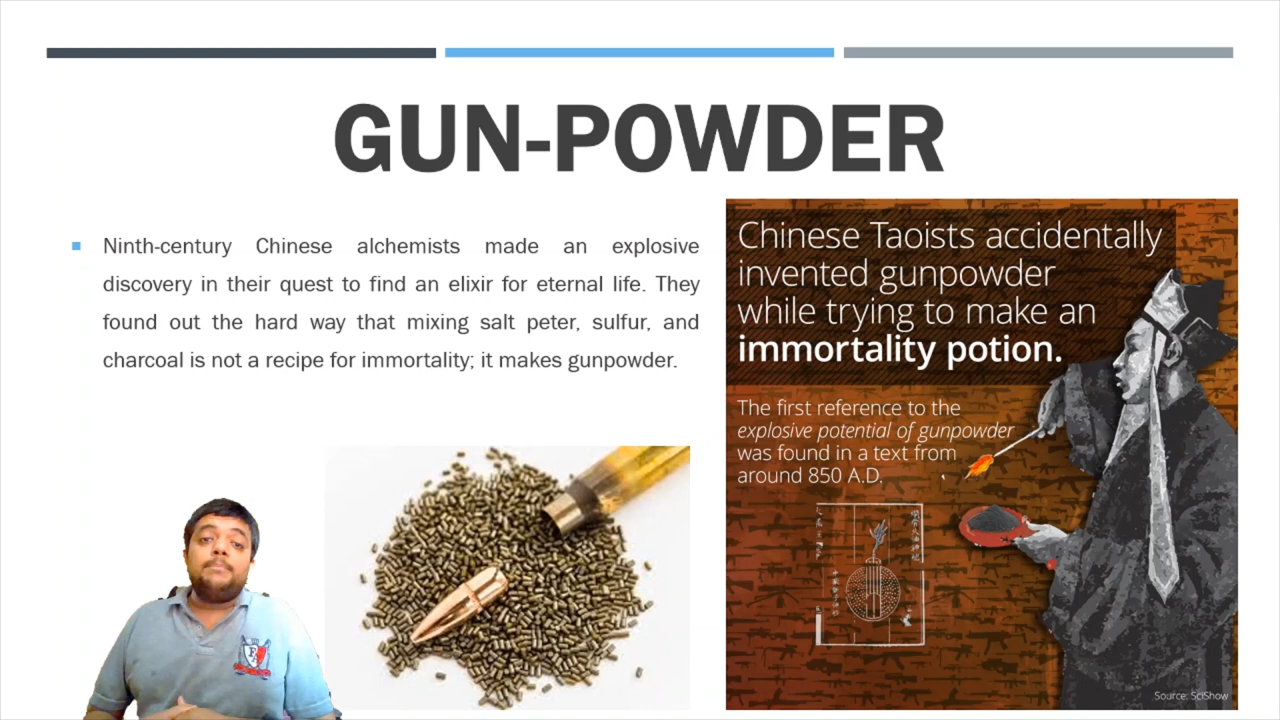 GUN-POWDER
Ninth-century Chinese alchemists made an explosive
discovery in their quest to find an elixir for eternal life. They
found out the hard way that mixing salt peter, sulfur, and
charcoal is not a recipe for immortality; it makes gunpowder.
Chinese Taoists accidentally
invented gunpowder
while trying to make an
immortality potion.
The first reference to the
explosive potential of gunpowder
was found in a text from
around 850 A.D.
Source: SciShow